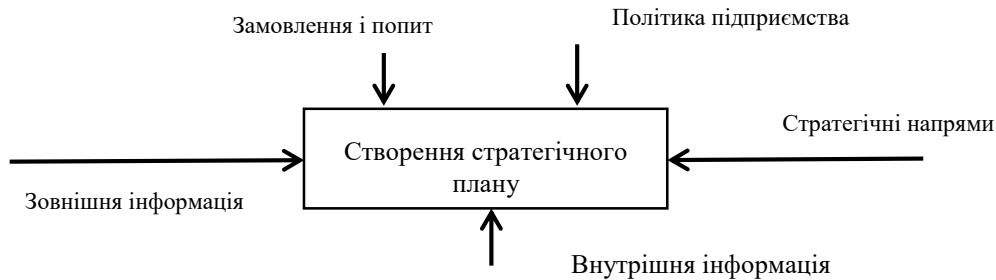 Замовлення і попит
Політика підприємства
Стратегічні напрями
Створення стратегічного
плану
Зовнішня інформація
Внутрішня інформація